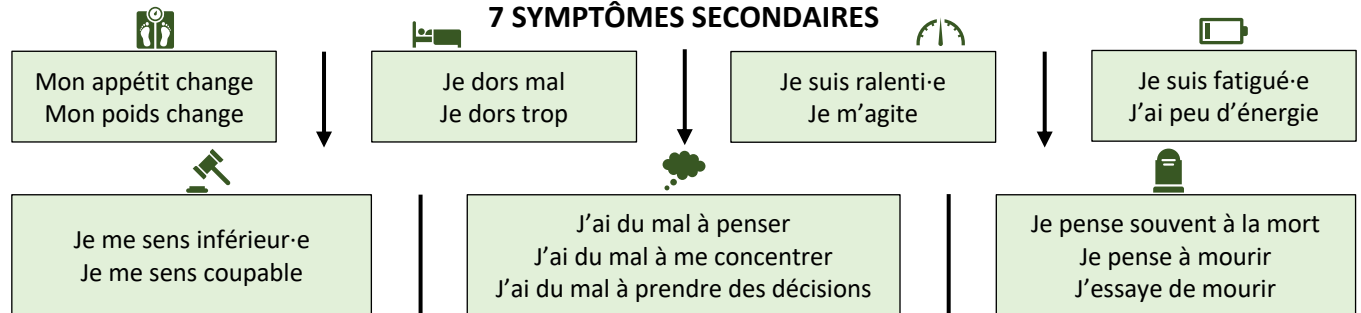 7 SYMPTÔMES SECONDAIRES
Mon appétit change
Mon poids change
Je dors mal
Je dors trop
Je suis ralenti·e
Je m’agite
Je suis fatigué·e
J’ai peu d’énergie
Je me sens inférieur·e
Je me sens coupable
J’ai du mal à penser
J’ai du mal à me concentrer
J’ai du mal à prendre des décisions
Je pense souvent à la mort
Je pense à mourir
J’essaye de mourir